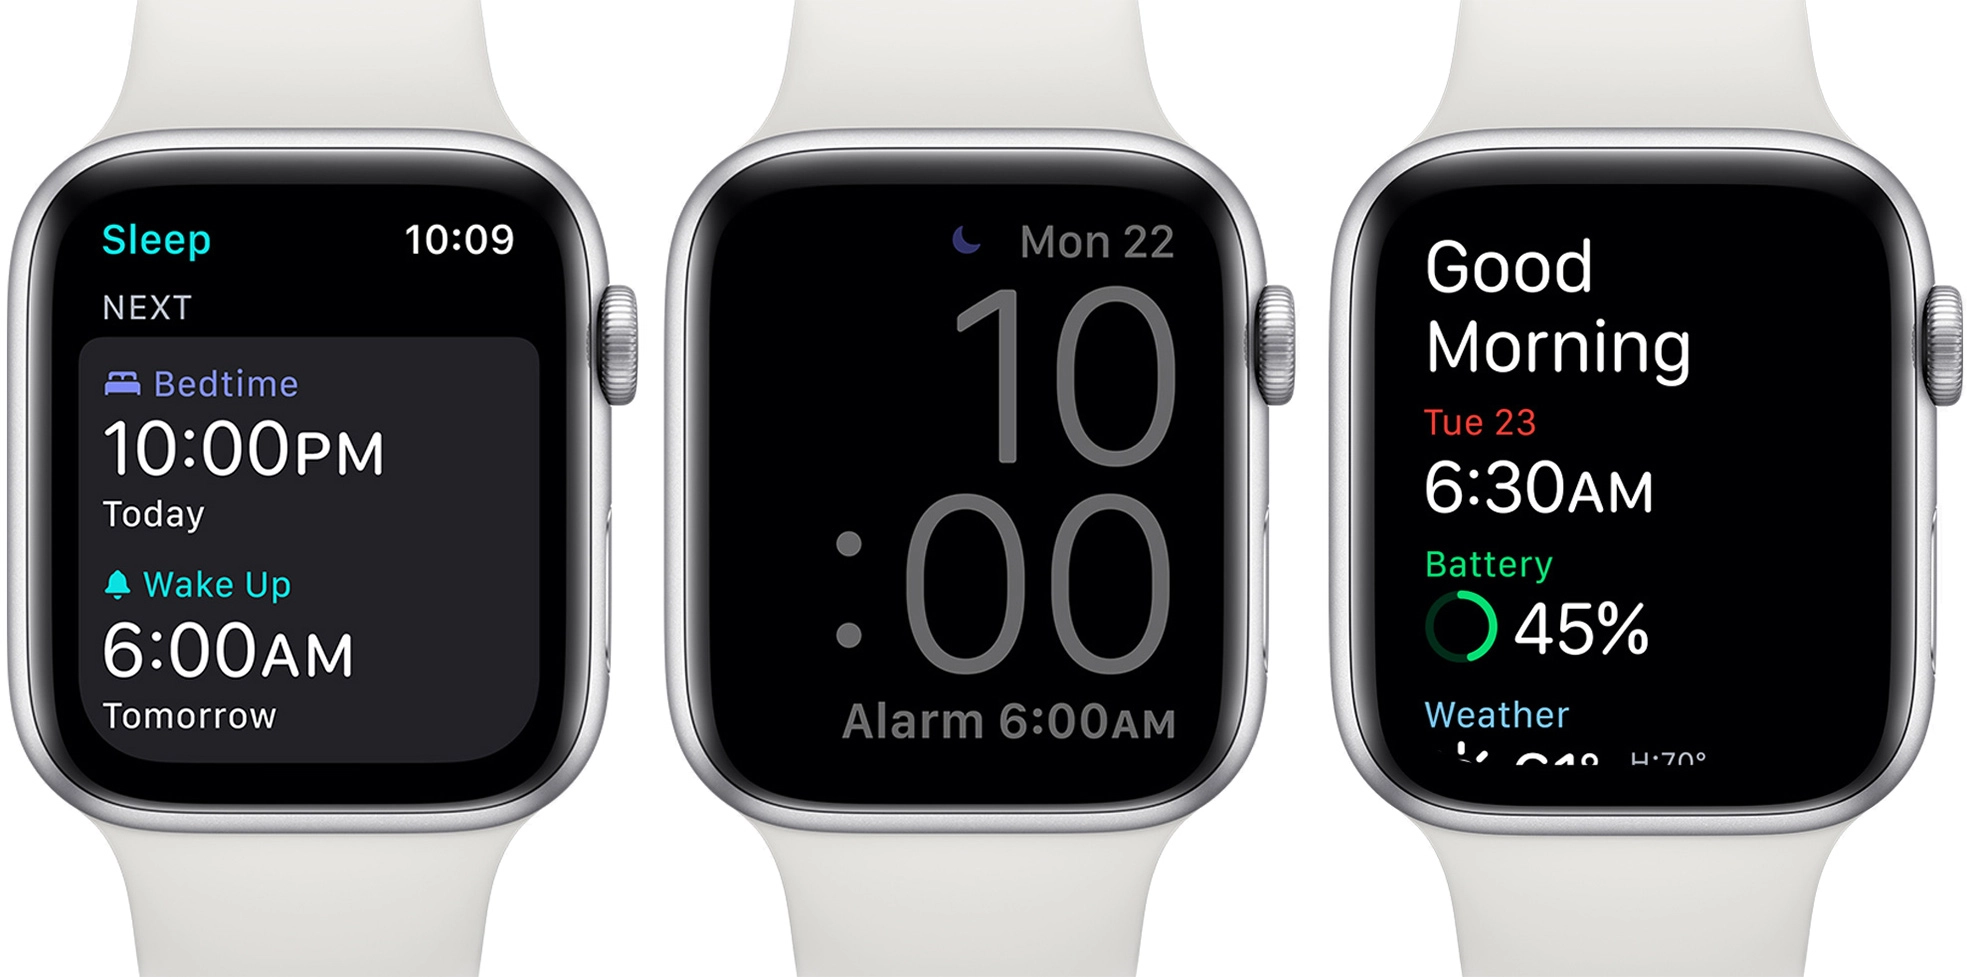 Sleep 10:09
NEXT
Bedtime
10:00PM
Today
Wake Up
6:00AM
Tomorrow
Mon 22
10
:00
Alarm 6:00AM
Good
Morning
Tue 23
6:30AM
Battery
45%
Weather
H:70°